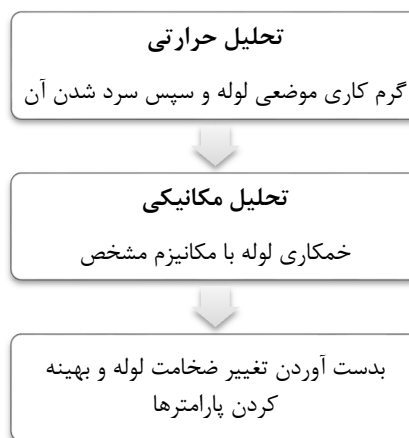 تحلیل حرارتی
گرم کاری موضعی لوله و سپس سرد شدن آن
تحلیل مکانیکی
خمکاری لوله با مکانیزم مشخص
بدست آوردن تغییر ضخامت لوله و بهینه
کردن پارامترها